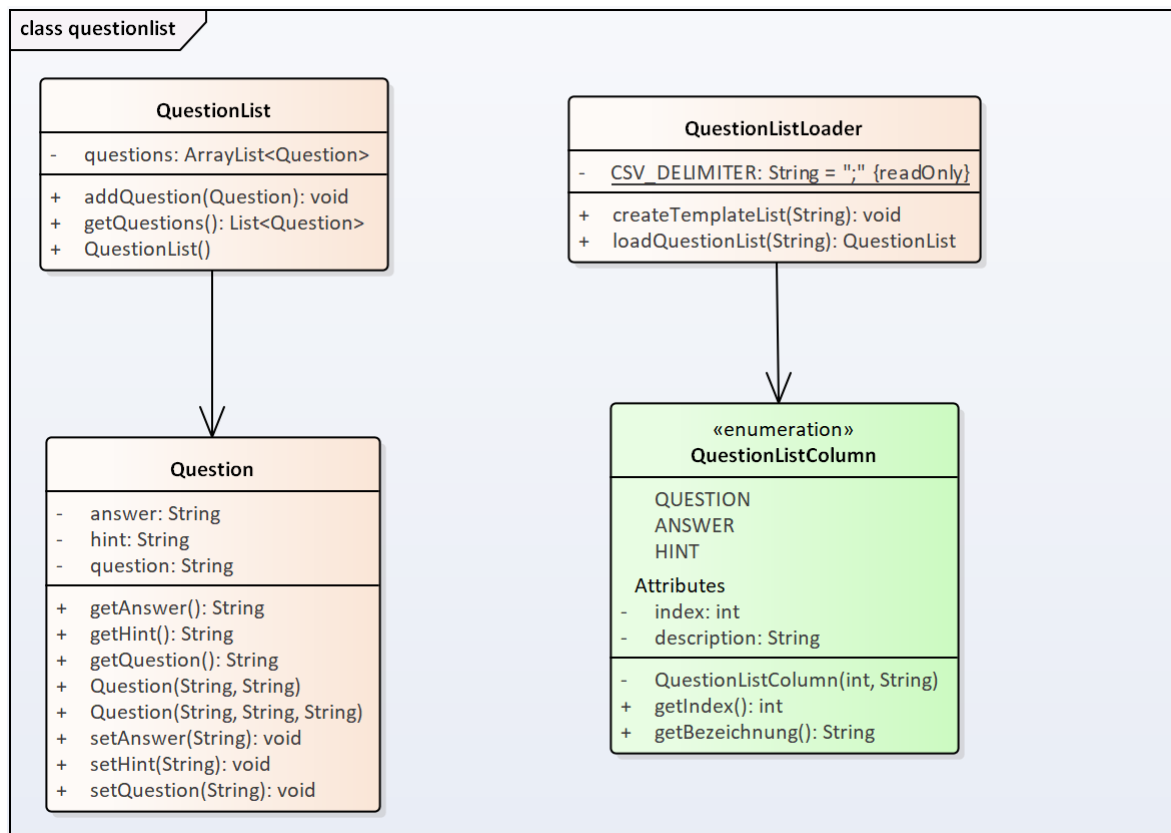 class questionlist
QuestionList
- questions: ArrayList<Question>
+ addQuestion(Question): void
+ getQuestions(): List<Question>
+ QuestionList()
QuestionListLoader
- CSV_DELIMITER: String = ";" {readOnly}
+ createTemplateList(String): void
+ loadQuestionList(String): QuestionList
Question
- answer: String
- hint: String
- question: String
+ getAnswer(): String
+ getHint(): String
+ getQuestion(): String
+ Question(String, String)
+ Question(String, String, String)
+ setAnswer(String): void
+ setHint(String): void
+ setQuestion(String): void
«enumeration»
QuestionListColumn
QUESTION
ANSWER
HINT
Attributes
- index: int
- description: String
- QuestionListColumn(int, String)
+ getIndex(): int
+ getBezeichnung(): String